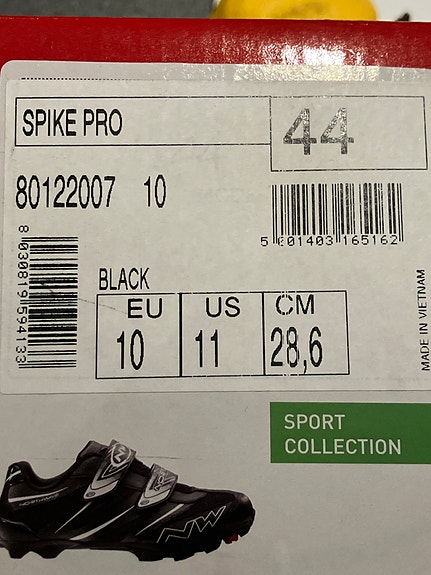 SPIKE PRO
44
80122007 10
5 601403 165162
8 030819 594133
BLACK
EU US CM
10 11 28,6
MADE IN VIETNAM
SPORT
COLLECTION
NW